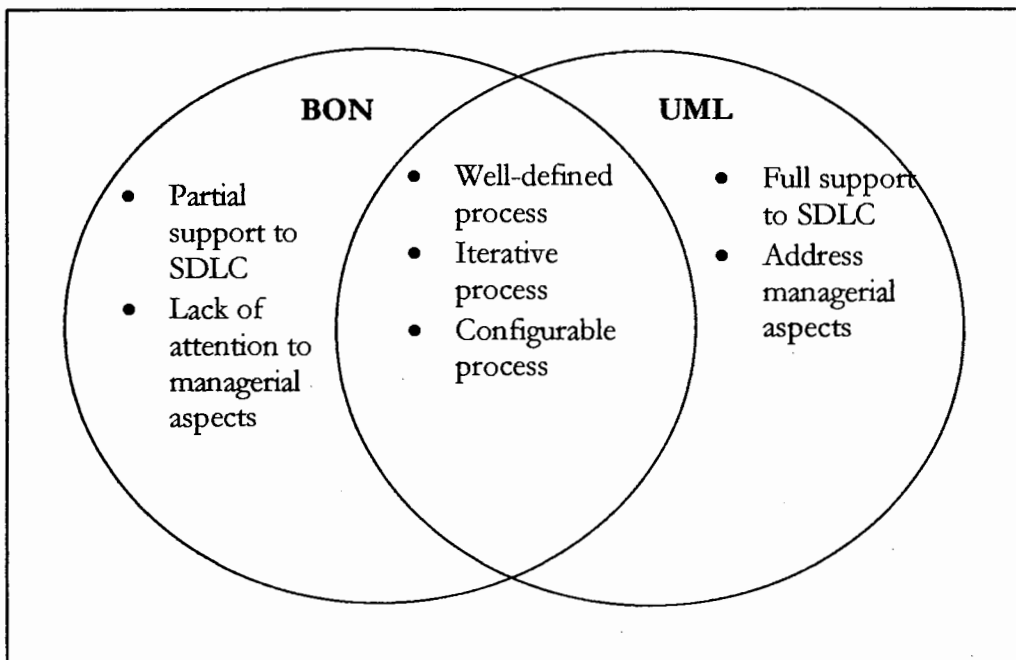 BON
• Partial
support to
SDLC
• Lack of
attention to
managerial
aspects
• Well-defined
process
• Iterative
process
• Configurable
process
UML
• Full support
to SDLC
• Address
managerial
aspects